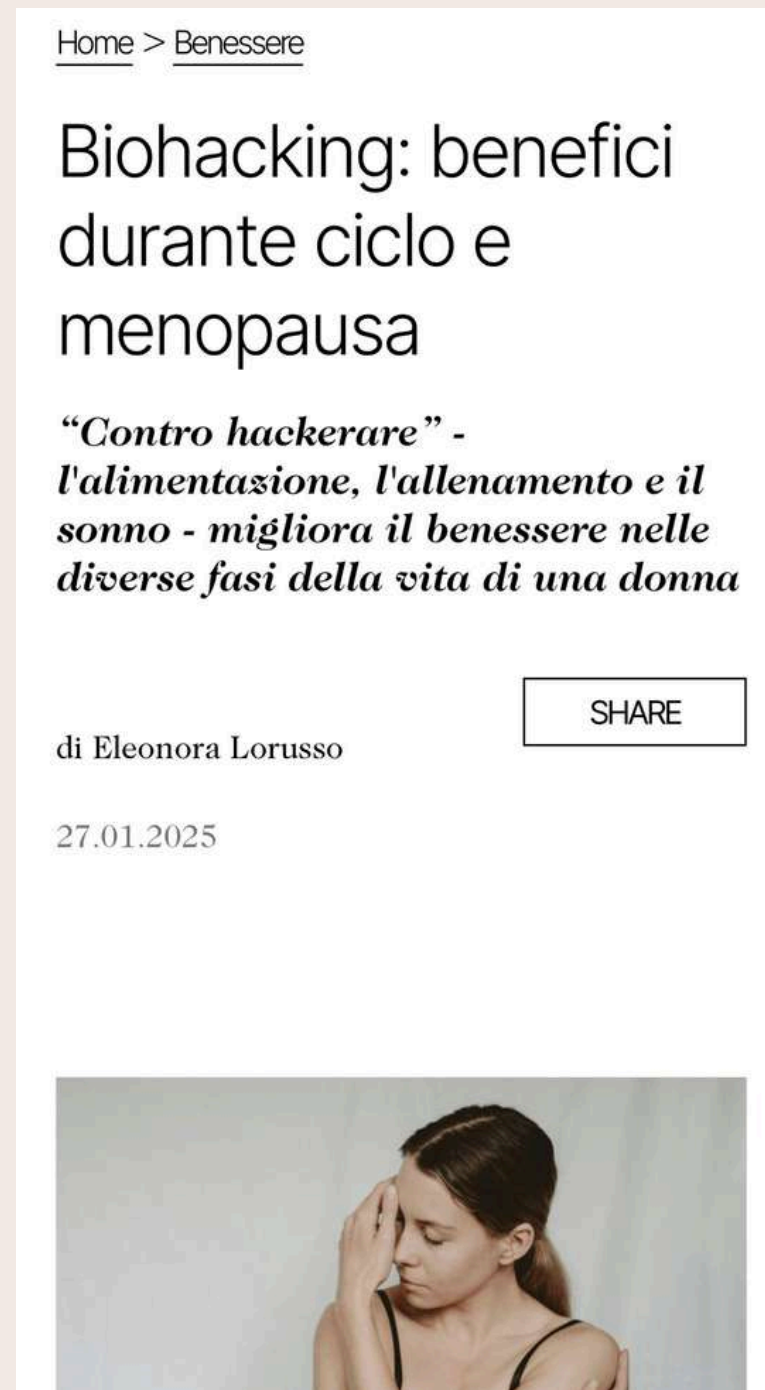 Home > Benessere
Biohacking: benefici
durante ciclo e
menopausa
“Contro hackerare” -
l'alimentazione, l'allenamento e il
sonno - migliora il benessere nelle
diverse fasi della vita di una donna
SHARE
di Eleonora Lorusso
27.01.2025